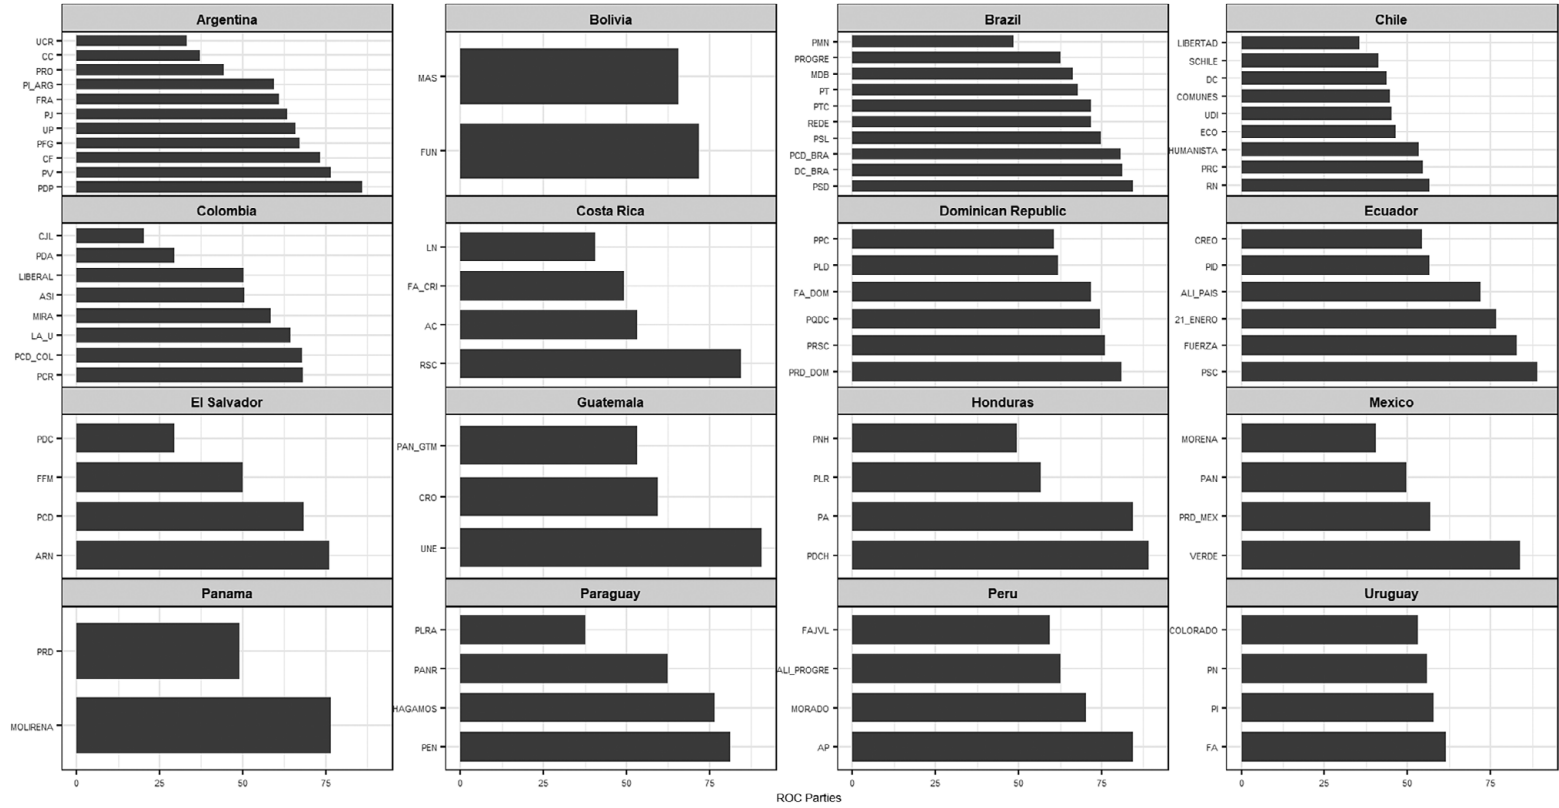 Argentina
UCR
CC
PRO
PI_ARG
FRA
PJ
UP
PFG
CF
PV
PDP
Bolivia
MAS
FUN
Brazil
PMN
PROGRE
MDB
PT
PTC
REDE
PSL
PCD_BRA
DC_BRA
PSD
Chile
LIBERTAD
SCHILE
DC
COMUNES
UDI
ECO
HUMANISTA
PRC
RN
Colombia
CJL
PDA
LIBERAL
ASI
MIRA
LA_U
PCD_COL
PCR
Costa Rica
LN
FA_CRI
AC
RSC
Dominican Republic
PPC
PLD
FA_DOM
PQDC
PRSC
PRD_DOM
Ecuador
CREO
PID
ALI_PAIS
21_ENERO
FUERZA
PSC
El Salvador
PDC
FFM
PCD
ARN
Guatemala
PAN_GTM
CRO
UNE
Honduras
PNH
PLR
PA
PDCH
Mexico
MORENA
PAN
PRD_MEX
VERDE
Panama
PRD
MOLIRENA
0 25 50 75
Paraguay
PLRA
PANR
HAGAMOS
PEN
0 25 50 75
Peru
FAJVL
ALI_PROGRE
MORADO
AP
0 25 50 75
Uruguay
COLORADO
PN
PI
FA
0 25 50 75
ROC Parties